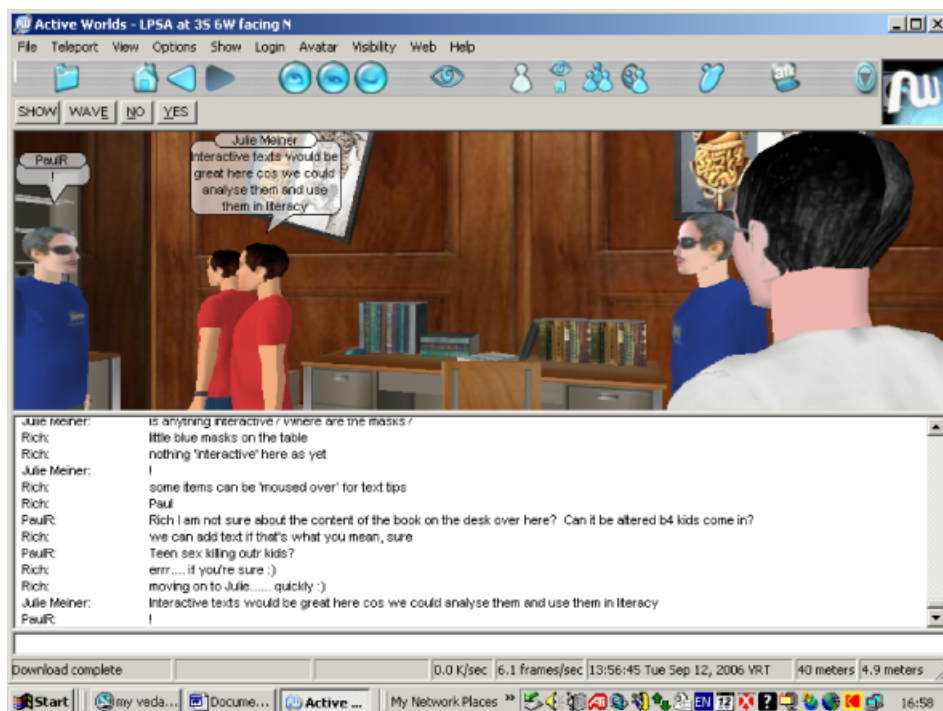 Active Worlds - LPSA at 3S 6W facing N
File Teleport View Options Show Login Avatar Visibility Web Help
afk
SHOW WAVE NO YES
PaulR
!
Julie Meiner
Interactive texts would be
great here cos we could
analyse them and use
them in literacy
Julie Meiner: Is anything interactive? Where are the masks?
Rich: little blue masks on the table
Rich: nothing 'interactive' here as yet
Julie Meiner: !
Rich: some items can be 'moused over' for text tips
Rich: Paul
PaulR: Rich I am not sure about the content of the book on the desk over here? Can it be altered b4 kids come in?
Rich: we can add text if that's what you mean, sure
PaulR: Teen sex killing outr kids?
Rich: errr.... if you're sure :)
Rich: moving on to Julie...... quickly :)
Julie Meiner: Interactive texts would be great here cos we could analyse them and use them in literacy
PaulR: !
Download complete 0.0 K/sec 6.1 frames/sec 13:56:45 Tue Sep 12, 2006 VRT 40 meters 4.9 meters
Start my veda... Docume... Active ... My Network Places » EN 16:58